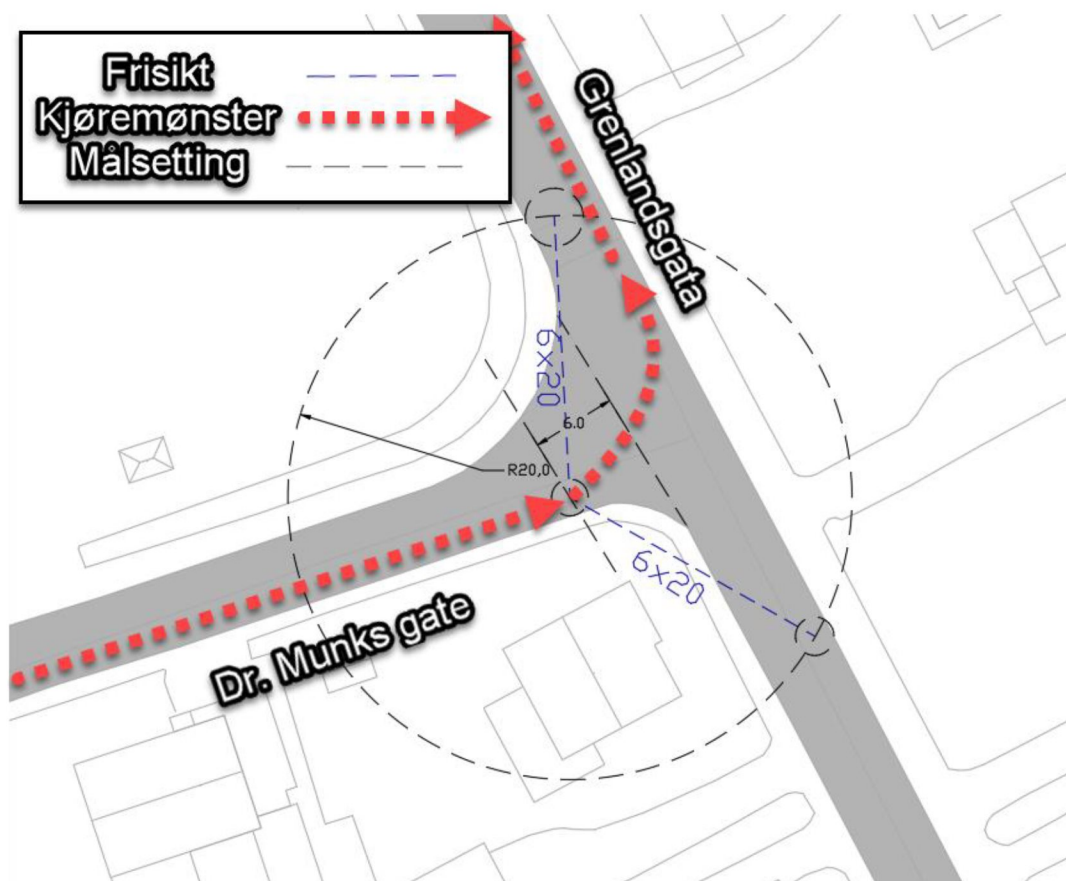 Frisikt
Kjøremønster
Målsetting
Grenlandsgata
6x20
6.0
R20,0
6x20
Dr. Munks gate